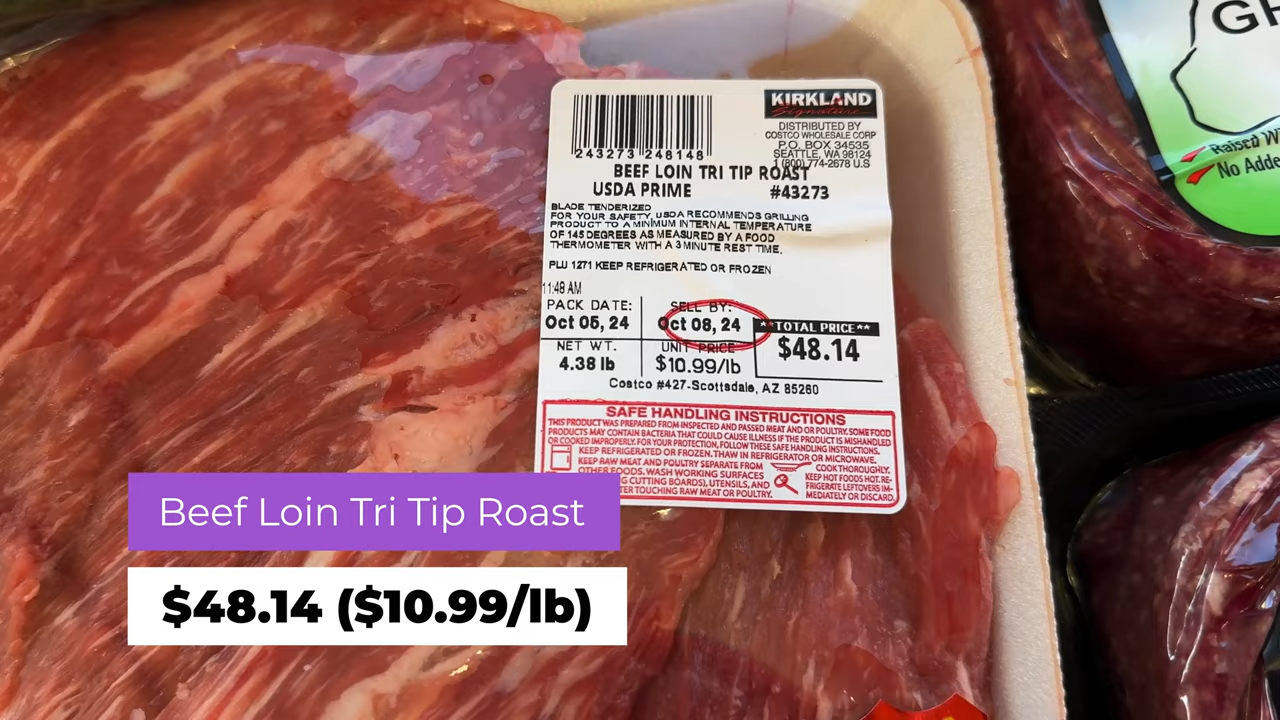 KIRKLAND
Signature
243273 248148
DISTRIBUTED BY
COSTCO WHOLESALE CORP
P.O. BOX 34535
SEATTLE, WA 98124
1 (800) 774-2678 U.S
BEEF LOIN TRI TIP ROAST
USDA PRIME #43273
BLADE TENDERIZED
FOR YOUR SAFETY, USDA RECOMMENDS GRILLING
PRODUCT TO A MINIMUM INTERNAL TEMPERATURE
OF 145 DEGREES AS MEASURED BY A FOOD
THERMOMETER WITH A 3 MINUTE REST TIME.
PLU 1271 KEEP REFRIGERATED OR FROZEN
11:48 AM
PACK DATE: SELL BY:
Oct 05, 24 Oct 08, 24 **TOTAL PRICE**
$48.14
NET WT. UNIT PRICE
4.38 lb $10.99/lb
Costco #427-Scottsdale, AZ 85260
SAFE HANDLING INSTRUCTIONS
THIS PRODUCT WAS PREPARED FROM INSPECTED AND PASSED MEAT AND/OR POULTRY. SOME FOOD
PRODUCTS MAY CONTAIN BACTERIA THAT COULD CAUSE ILLNESS IF THE PRODUCT IS MISHANDLED
OR COOKED IMPROPERLY. FOR YOUR PROTECTION, FOLLOW THESE SAFE HANDLING INSTRUCTIONS.
KEEP REFRIGERATED OR FROZEN. THAW IN REFRIGERATOR OR MICROWAVE.
KEEP RAW MEAT AND POULTRY SEPARATE FROM
OTHER FOODS. WASH WORKING SURFACES
CUTTING BOARDS), UTENSILS, AND
TOUCHING RAW MEAT OR POULTRY.
COOK THOROUGHLY.
KEEP HOT FOODS HOT. RE-
FRIGERATE LEFTOVERS IM-
MEDIATELY OR DISCARD.
Raised
No
Beef Loin Tri Tip Roast
$48.14 ($10.99/lb)